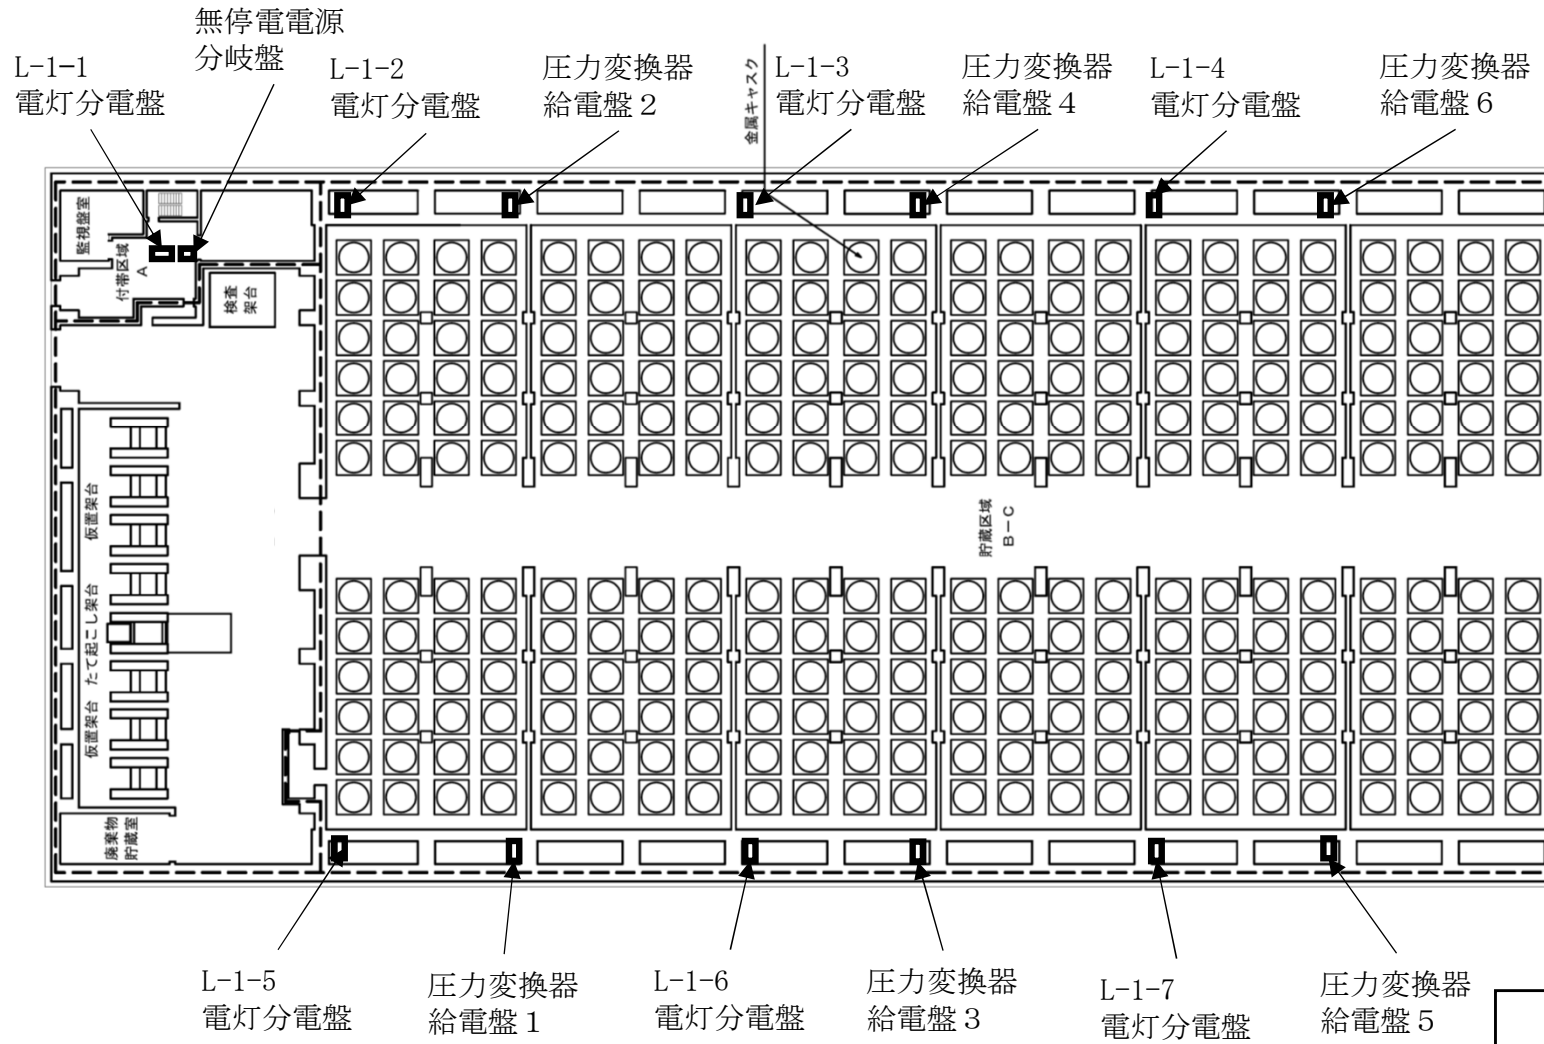 無停電電源
分岐盤
L-1-1
電灯分電盤
L-1-2
電灯分電盤
圧力変換器
給電盤２
金属キャスク
L-1-3
電灯分電盤
圧力変換器
給電盤４
L-1-4
電灯分電盤
圧力変換器
給電盤６
監視盤室
付帯区域
A
検査
架台
仮置架台
たて起こし架台
仮置架台
廃棄物
貯蔵室
貯蔵区域
B－C
L-1-5
電灯分電盤
圧力変換器
給電盤１
L-1-6
電灯分電盤
圧力変換器
給電盤３
L-1-7
電灯分電盤
圧力変換器
給電盤５